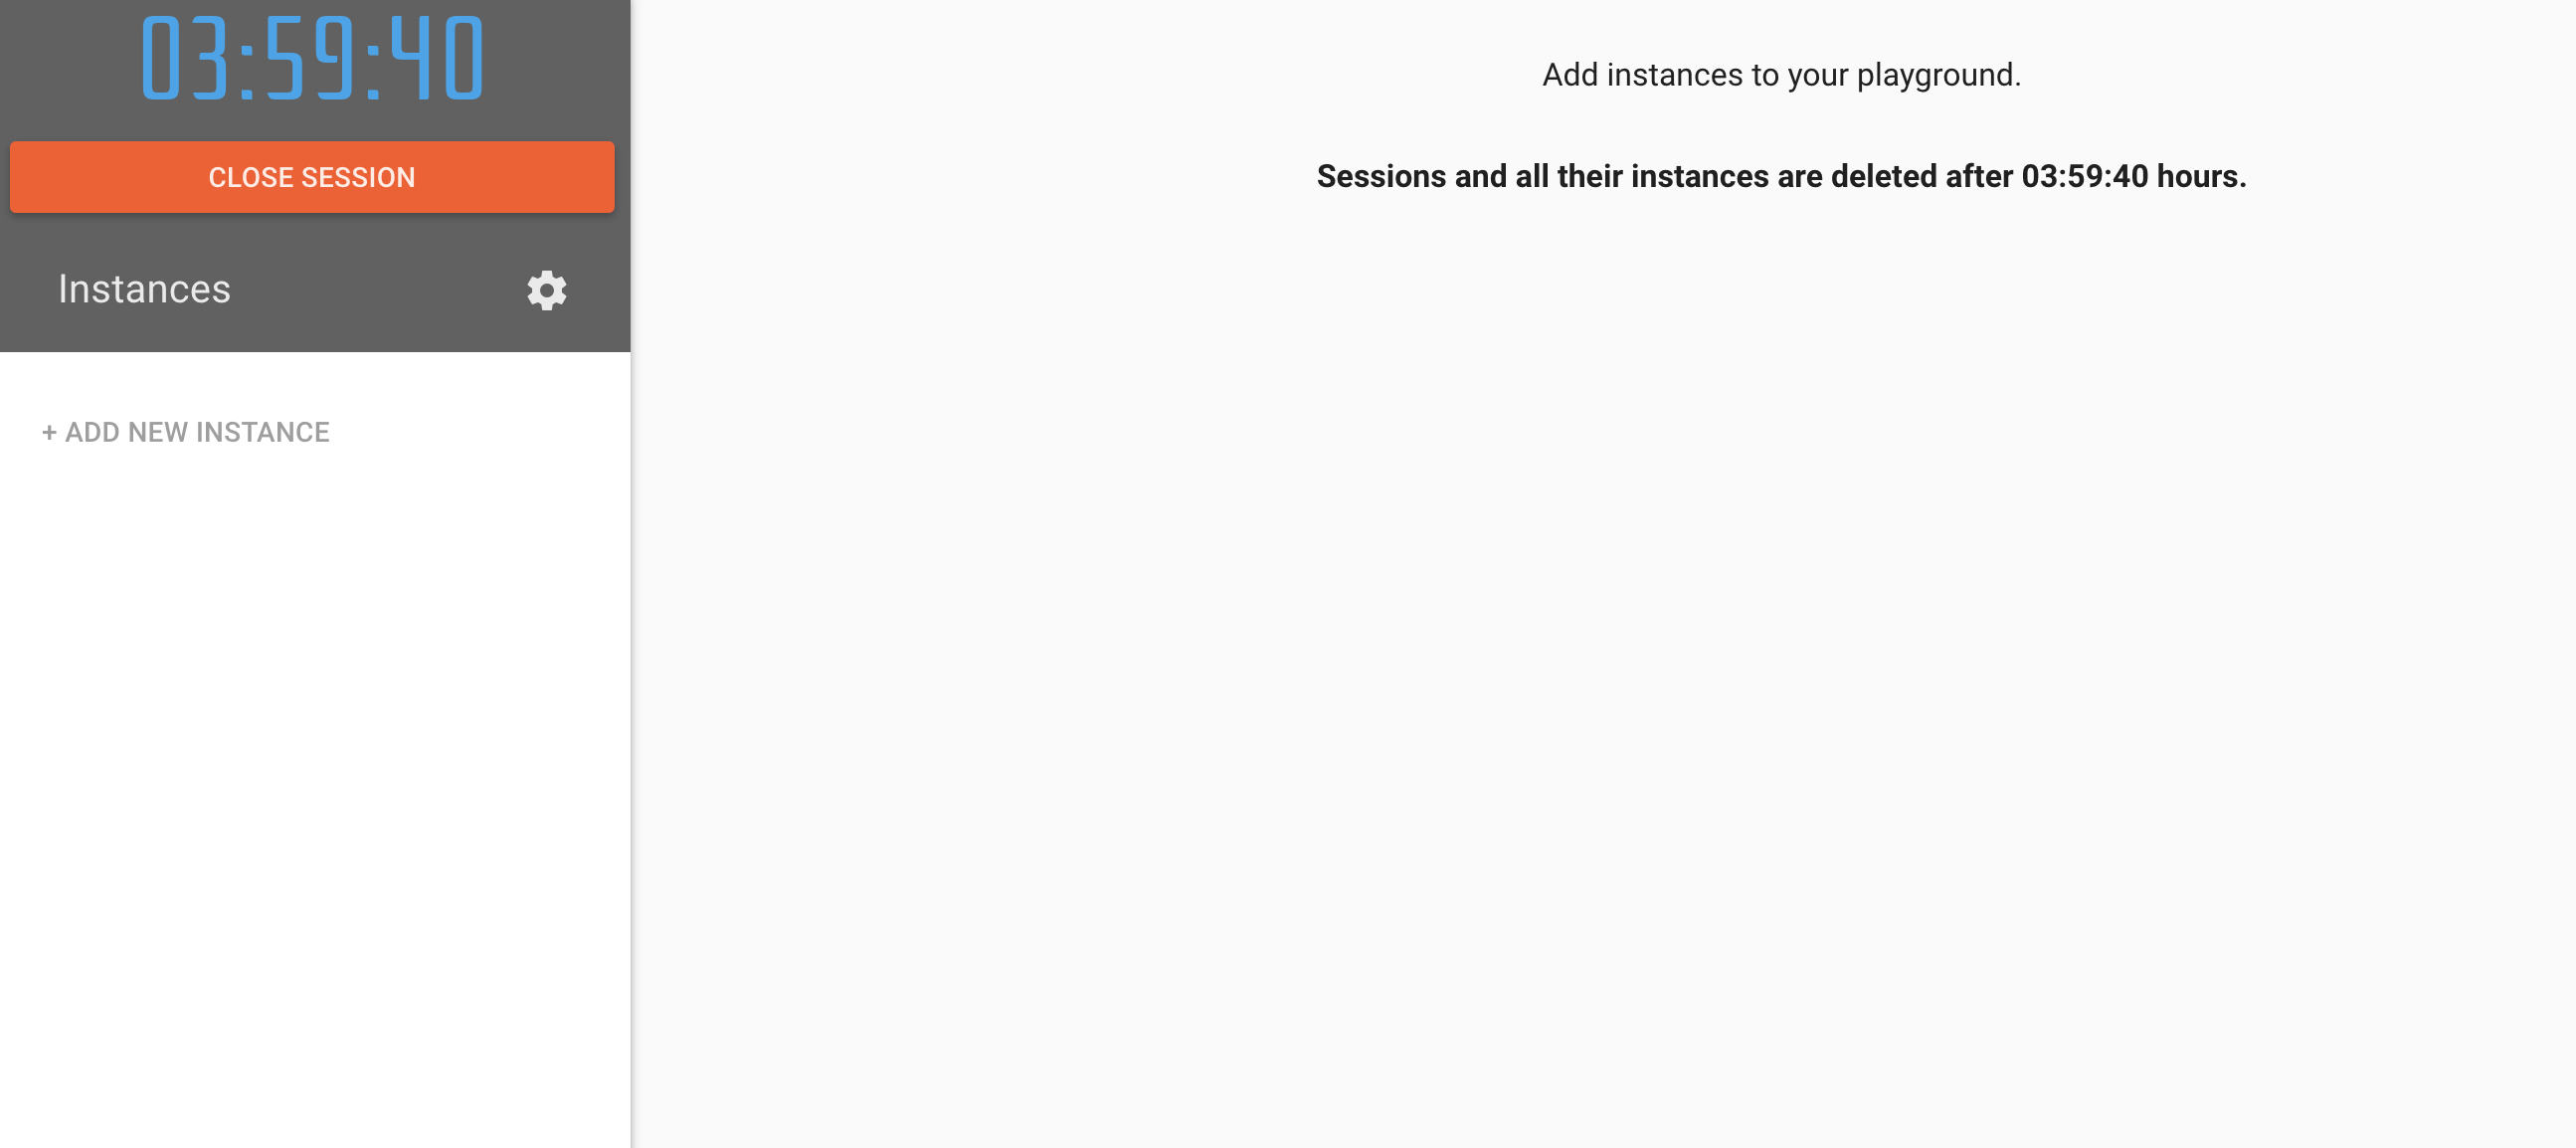 03:59:40
CLOSE SESSION
Instances
+ ADD NEW INSTANCE
Add instances to your playground.
Sessions and all their instances are deleted after 03:59:40 hours.